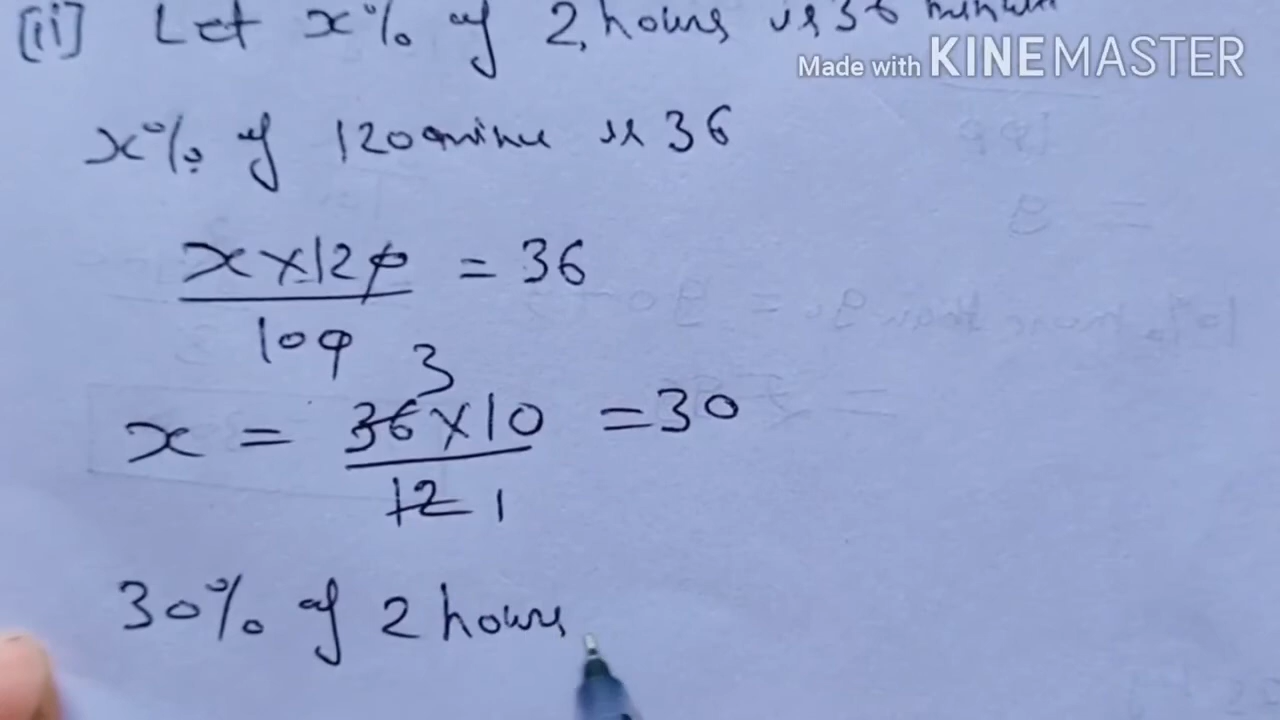 [ii] Let x% of 2 hours is 36
Made with KINEMASTER
x% of 120 is 36
x × 120 = 36
100
3
x = 36 × 10 = 30
12 1
30% of 2 hours